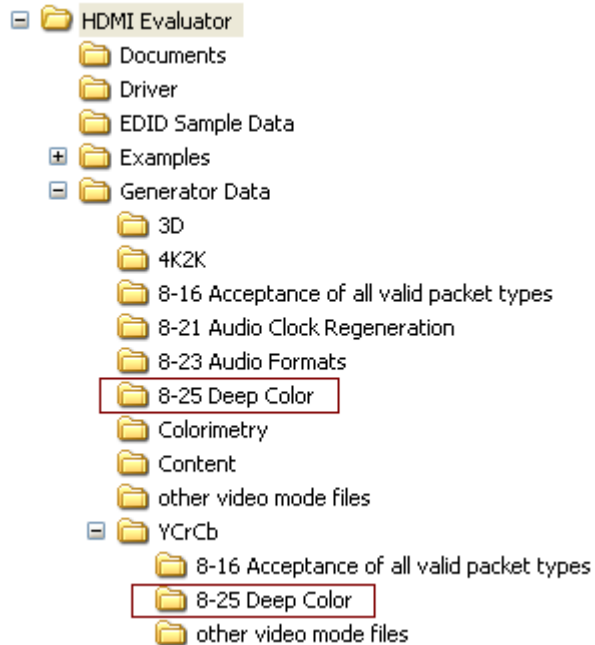 HDMI Evaluator
Documents
Driver
EDID Sample Data
Examples
Generator Data
3D
4K2K
8-16 Acceptance of all valid packet types
8-21 Audio Clock Regeneration
8-23 Audio Formats
8-25 Deep Color
Colorimetry
Content
other video mode files
YCrCb
8-16 Acceptance of all valid packet types
8-25 Deep Color
other video mode files